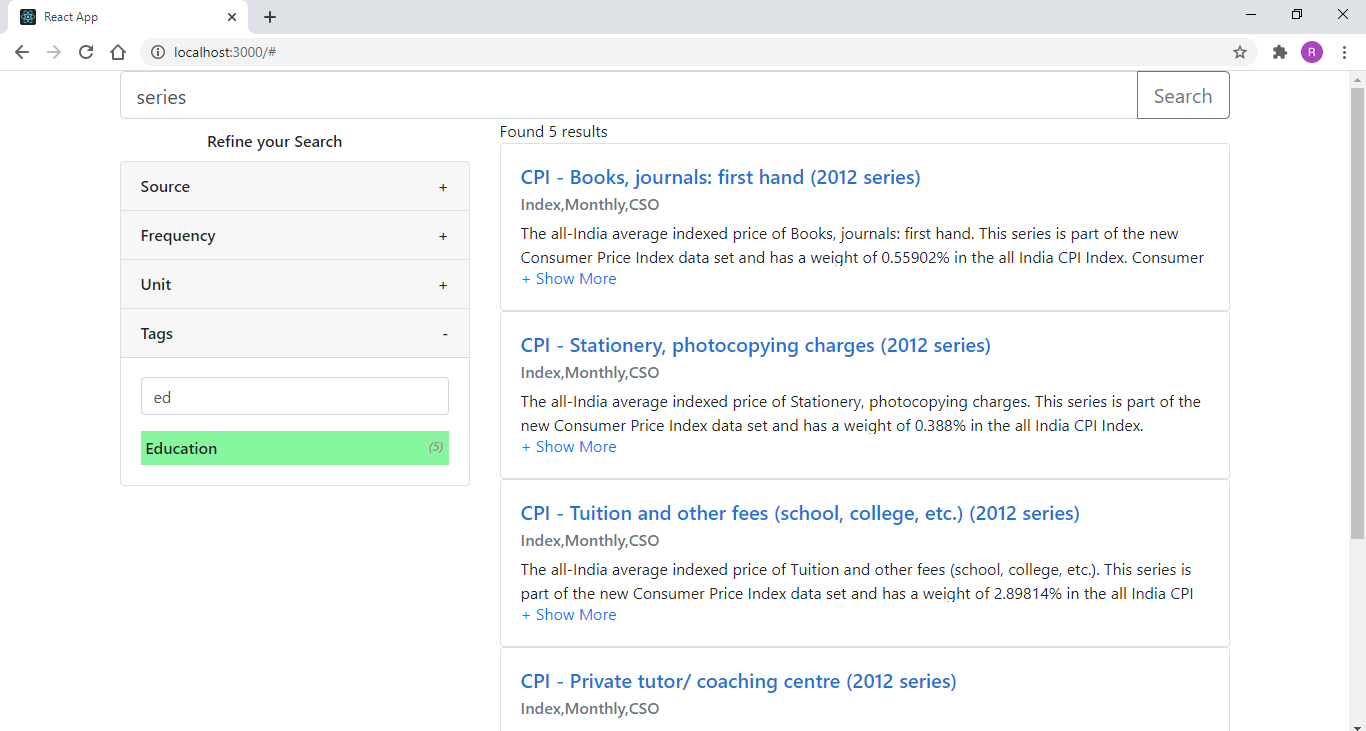 React App
localhost:3000/#
R
series
Search
Refine your Search
Found 5 results
Source +
Frequency +
Unit +
Tags -
ed
Education (5)
CPI - Books, journals: first hand (2012 series)
Index,Monthly,CSO
The all-India average indexed price of Books, journals: first hand. This series is part of the new
Consumer Price Index data set and has a weight of 0.55902% in the all India CPI Index. Consumer
+ Show More
CPI - Stationery, photocopying charges (2012 series)
Index,Monthly,CSO
The all-India average indexed price of Stationery, photocopying charges. This series is part of the
new Consumer Price Index data set and has a weight of 0.388% in the all India CPI Index.
+ Show More
CPI - Tuition and other fees (school, college, etc.) (2012 series)
Index,Monthly,CSO
The all-India average indexed price of Tuition and other fees (school, college, etc.). This series is
part of the new Consumer Price Index data set and has a weight of 2.89814% in the all India CPI
+ Show More
CPI - Private tutor/ coaching centre (2012 series)
Index,Monthly,CSO